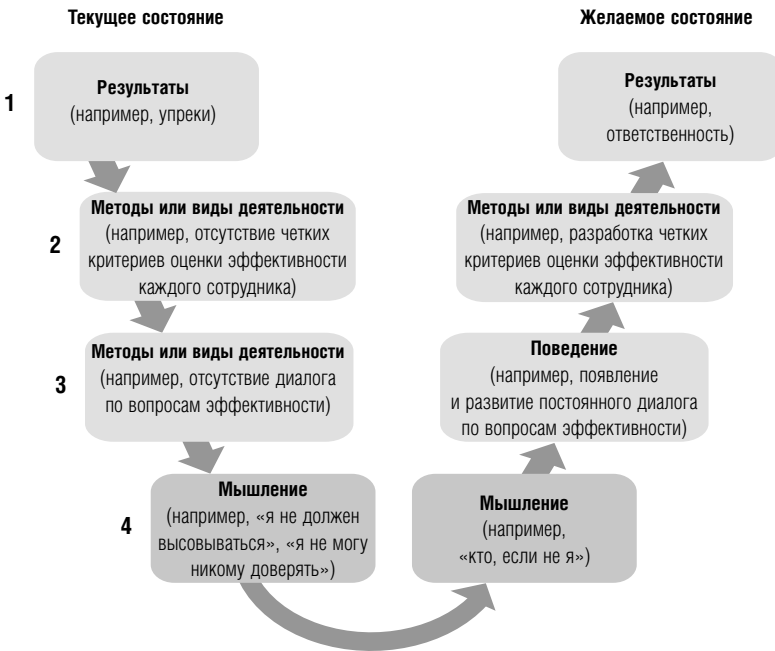 Текущее состояние
Желаемое состояние
1
Результаты
(например, упреки)
Результаты
(например,
ответственность)
2
Методы или виды деятельности
(например, отсутствие четких
критериев оценки эффективности
каждого сотрудника)
Методы или виды деятельности
(например, разработка четких
критериев оценки эффективности
каждого сотрудника)
3
Методы или виды деятельности
(например, отсутствие диалога
по вопросам эффективности)
Поведение
(например, появление
и развитие постоянного диалога
по вопросам эффективности)
4
Мышление
(например, «я не должен
высовываться», «я не могу
никому доверять»)
Мышление
(например,
«кто, если не я»)